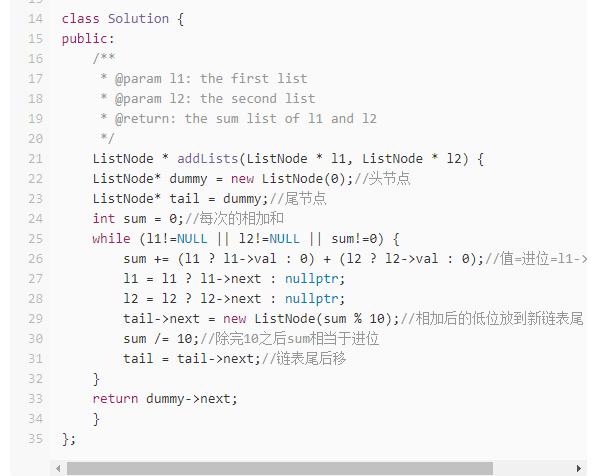 14 class Solution {
15 public:
16     /**
17      * @param l1: the first list
18      * @param l2: the second list
19      * @return: the sum list of l1 and l2
20      */
21     ListNode * addLists(ListNode * l1, ListNode * l2) {
22     ListNode* dummy = new ListNode(0);//头节点
23     ListNode* tail = dummy;//尾节点
24     int sum = 0;//每次的相加和
25     while (l1!=NULL || l2!=NULL || sum!=0) {
26         sum += (l1 ? l1->val : 0) + (l2 ? l2->val : 0);//值=进位=l1->
27         l1 = l1 ? l1->next : nullptr;
28         l2 = l2 ? l2->next : nullptr;
29         tail->next = new ListNode(sum % 10);//相加后的低位放到新链表尾
30         sum /= 10;//除完10之后sum相当于进位
31         tail = tail->next;//链表尾后移
32     }
33     return dummy->next;
34     }
35 };